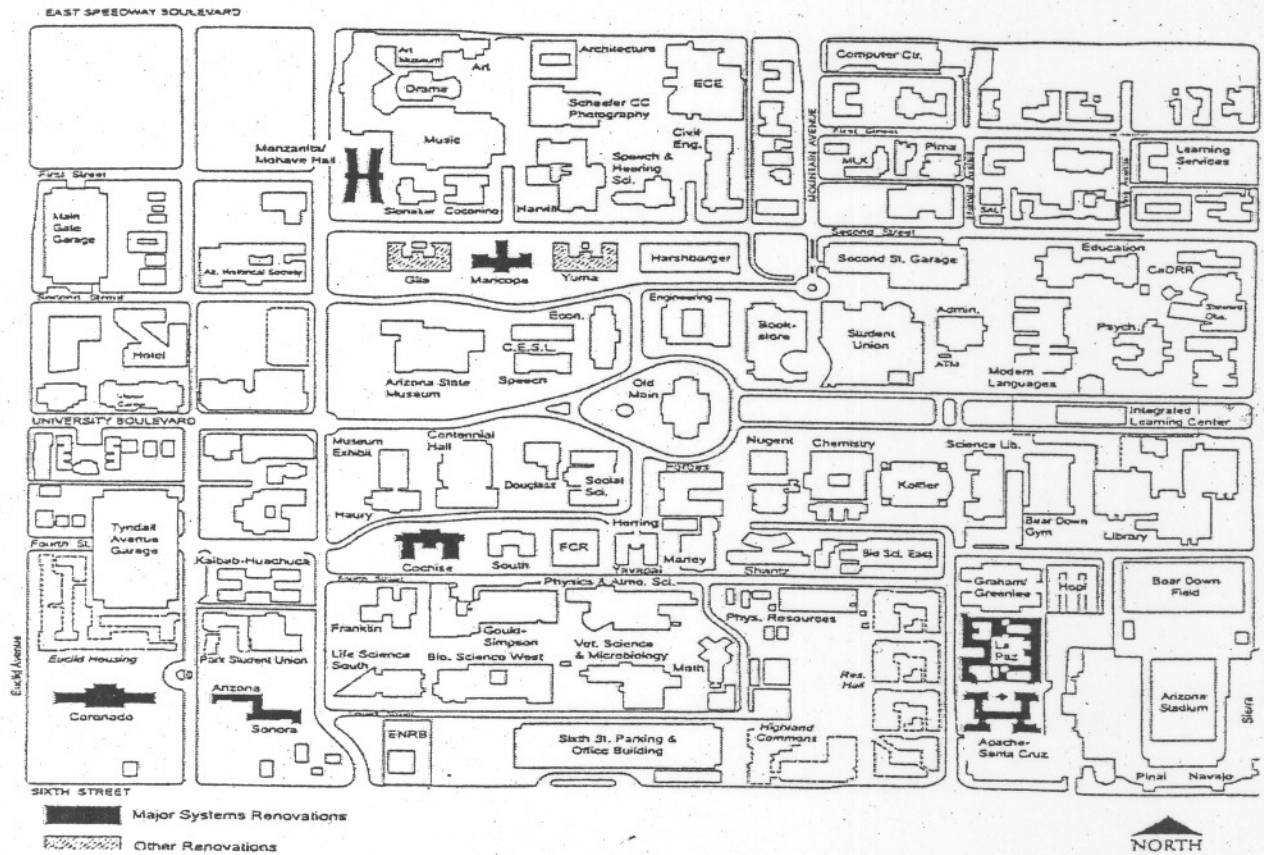 EAST SPEEDWAY BOULEVARD
Art
Museum
Art
Architecture
Drama
ECE
Computer Ctr.
Schaefer CC
Photography
Music
Civil
Eng.
MOUNTAIN AVENUE
First Street
Manzanita/
Mohave Hall
Speech &
Hearing
Sci.
MLK
Pima
Learning
Services
First Street
Slonaker
Coconino
Harvill
SALT
Main
Gate
Garage
Second Street
Az. Historical Society
Gila
Maricopa
Yuma
Harshbarger
Second St. Garage
Education
CeDRR
Second Street
Engineering
Econ.
Book-
store
Student
Union
Admin.
Psych.
Hotel
C.E.S.L.
ATM
Arizona State
Museum
Speech
Old
Main
Modern
Languages
UNIVERSITY BOULEVARD
Integrated
Learning Center
Museum
Exhibit
Centennial
Hall
Nugent
Chemistry
Science Lib.
Forbes
Douglass
Social
Sci.
Koffler
Haury
Herring
Bear Down
Gym
Library
Tyndall
Avenue
Garage
Fourth St.
Cochise
South
ECR
Yavapai
Marley
Shantz
Bio Sci. East
Kaibab-Huachuca
Fourth Street
Physics & Atmo. Sci.
Graham/
Greenlee
Hopi
Bear Down
Field
Phys. Resources
Franklin
Gould-
Simpson
Euclid Housing
Park Student Union
Life Science
South
Bio. Science West
Vet. Science
& Microbiology
Math
La
Paz
Euclid Avenue
Res.
Hall
Arizona
Stadium
Arizona
Sonora
Coronado
Sierra
ENRB
Sixth St. Parking &
Office Building
Highland
Commons
Apache-
Santa Cruz
Pinal
Navajo
SIXTH STREET
Major Systems Renovations
Other Renovations
NORTH